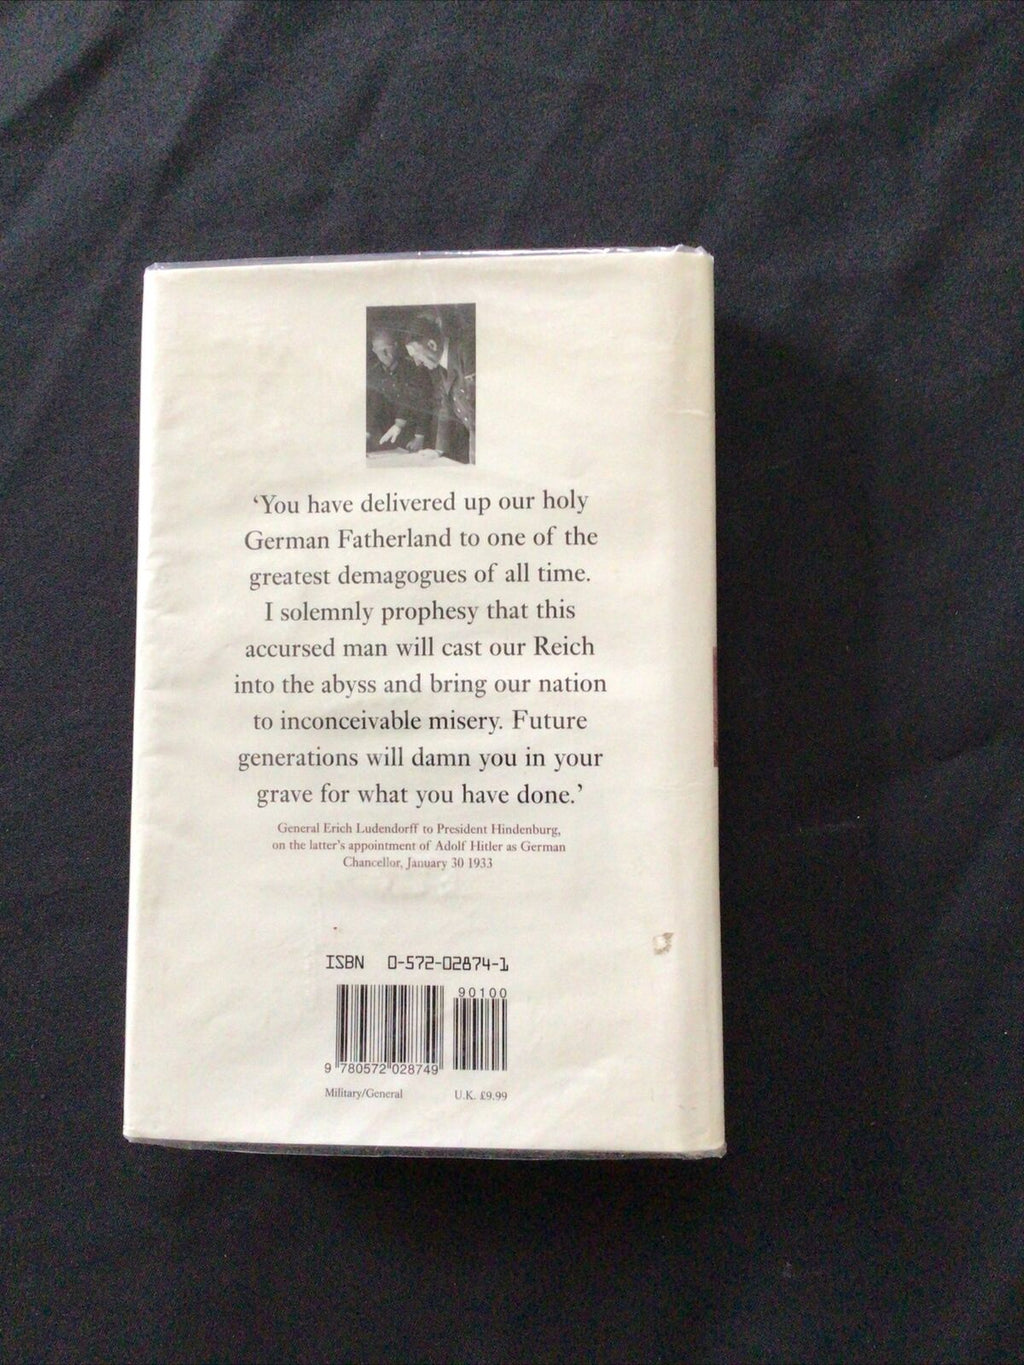 ‘You have delivered up our holy
German Fatherland to one of the
greatest demagogues of all time.
I solemnly prophesy that this
accursed man will cast our Reich
into the abyss and bring our nation
to inconceivable misery. Future
generations will damn you in your
grave for what you have done.’
General Erich Ludendorff to President Hindenburg,
on the latter's appointment of Adolf Hitler as German
Chancellor, January 30 1933
ISBN 0-572-02874-1
90100
9 780572 028749
Military/General U.K. £9.99